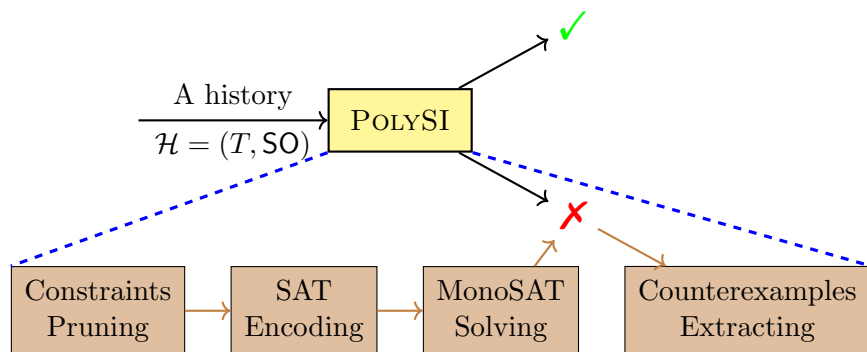 ✓
A history
POLYSI
ℋ = (T, SO)
✗
Constraints
Pruning
SAT
Encoding
MonoSAT
Solving
Counterexamples
Extracting